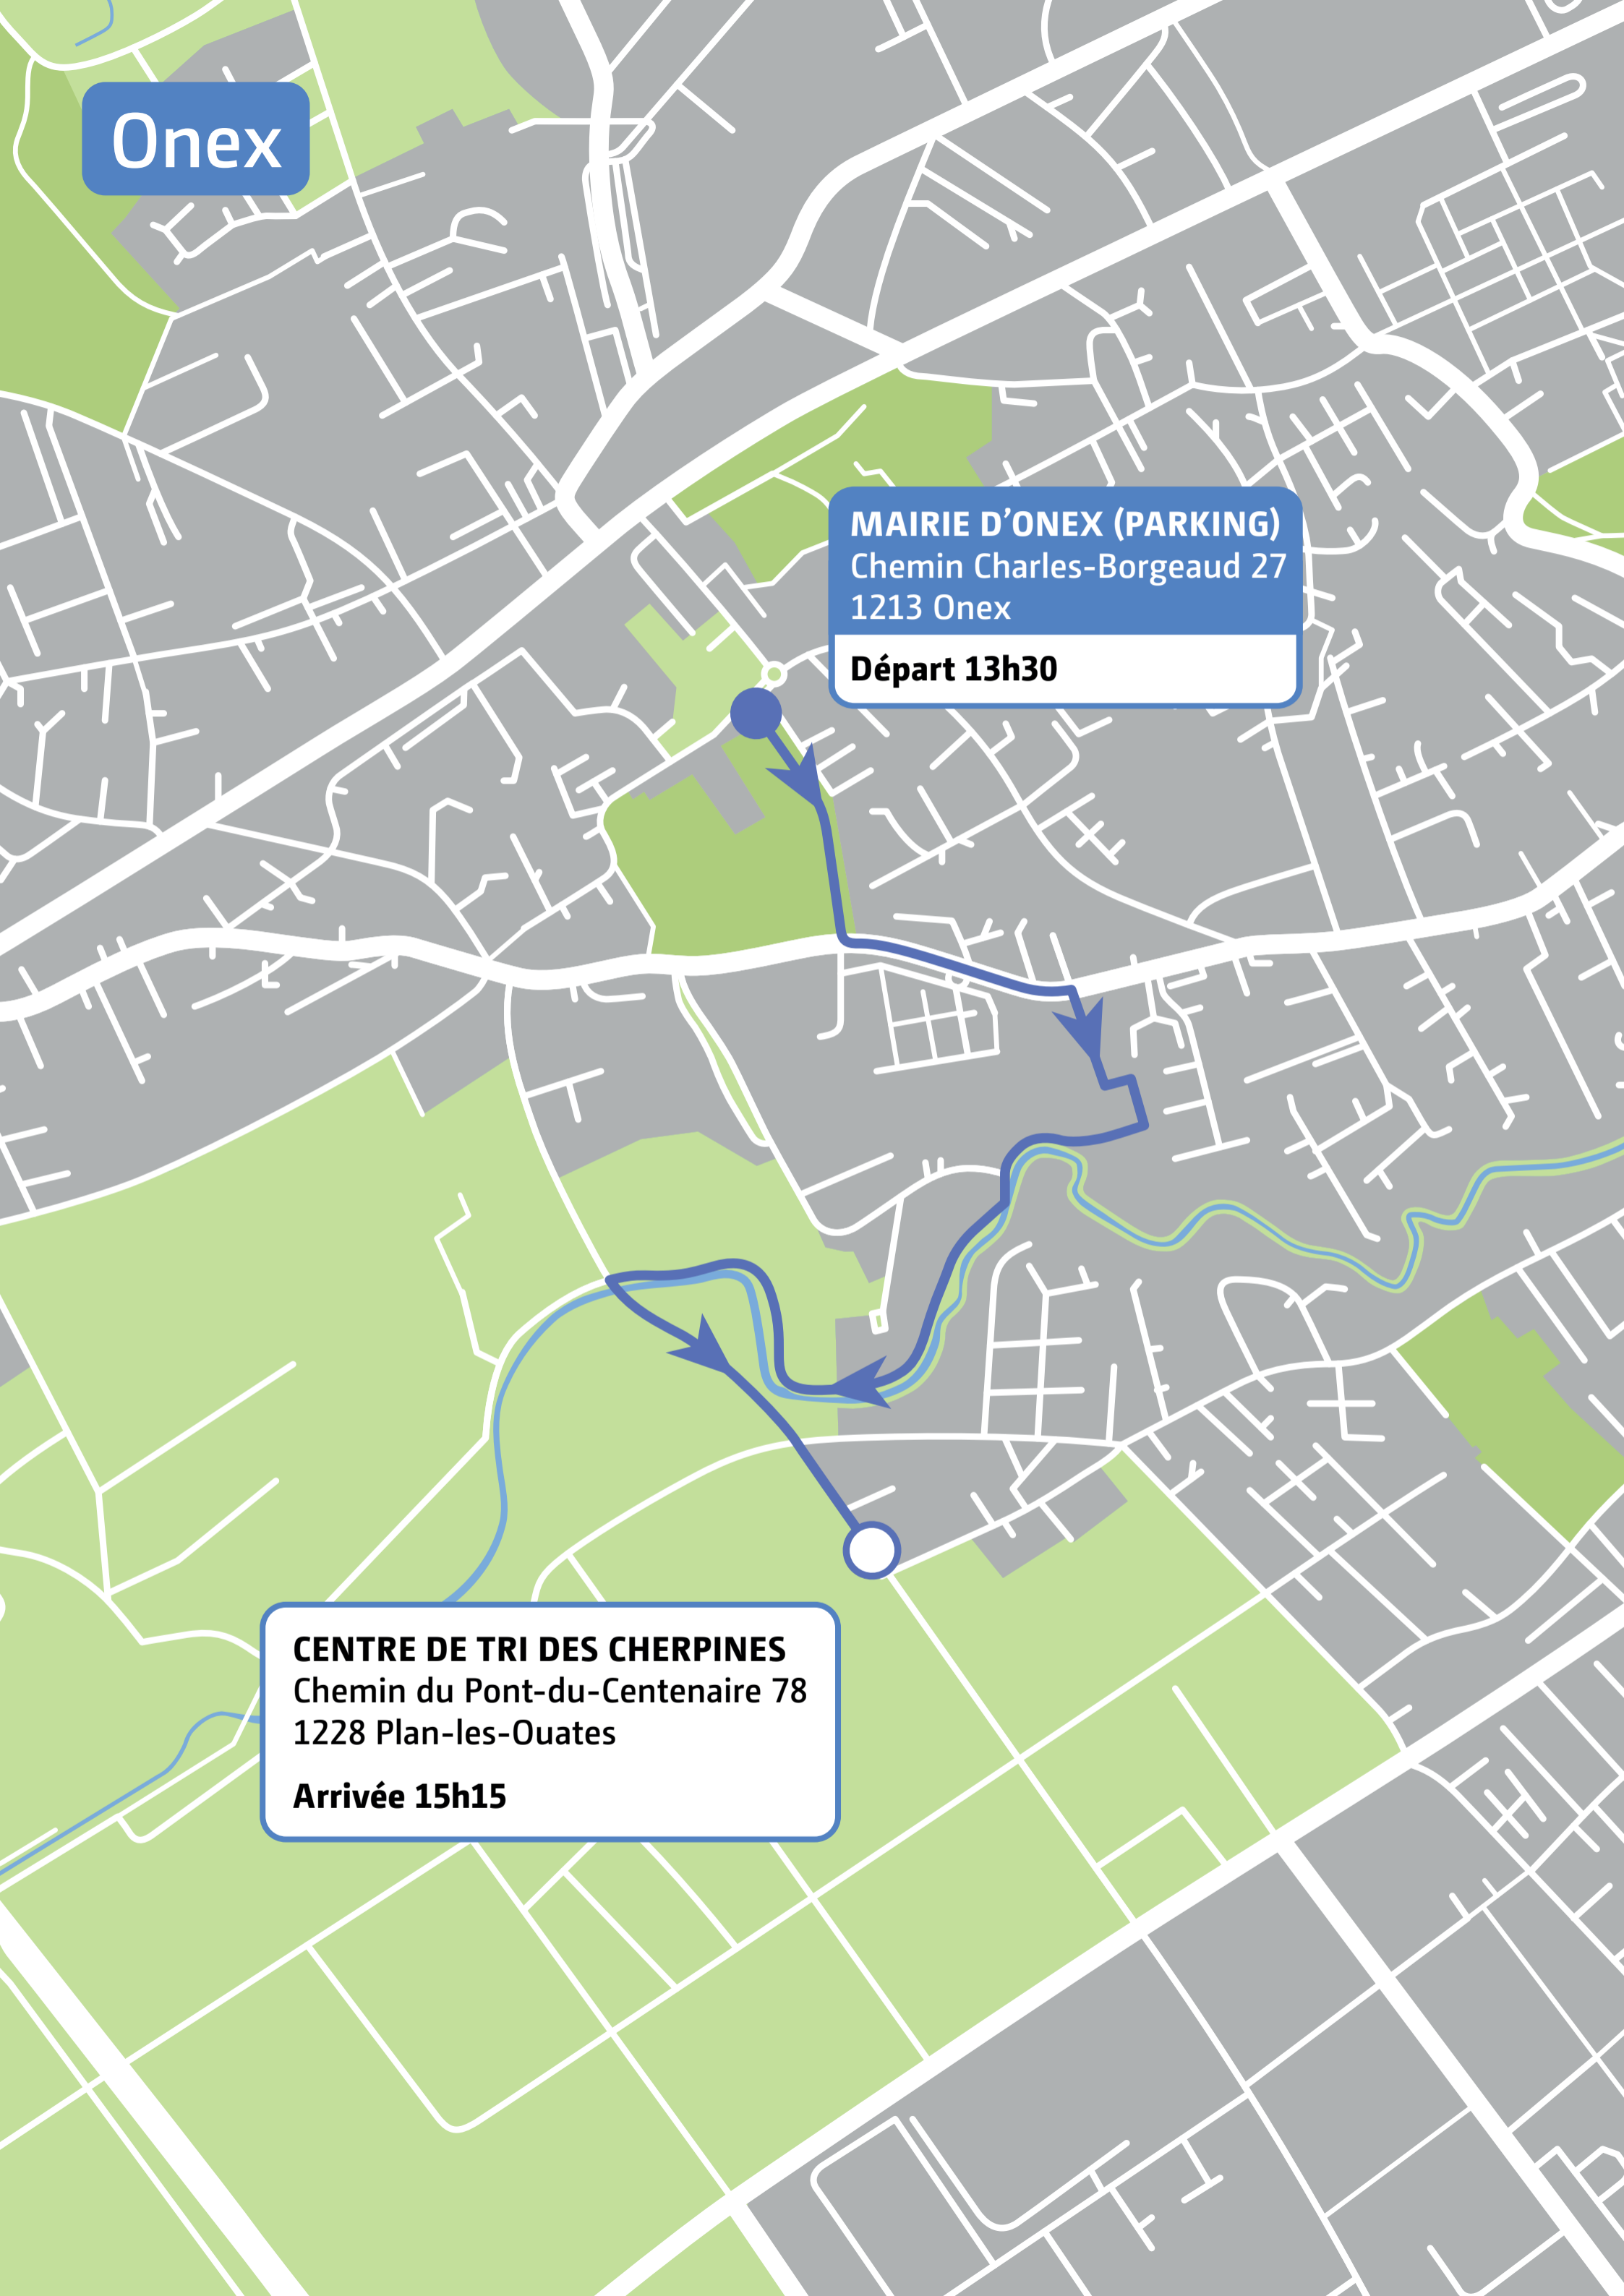 Onex
MAIRIE D’ONEX (PARKING)
Chemin Charles-Borgeaud 27
1213 Onex
Départ 13h30
CENTRE DE TRI DES CHERPINES
Chemin du Pont-du-Centenaire 78
1228 Plan-les-Ouates
Arrivée 15h15